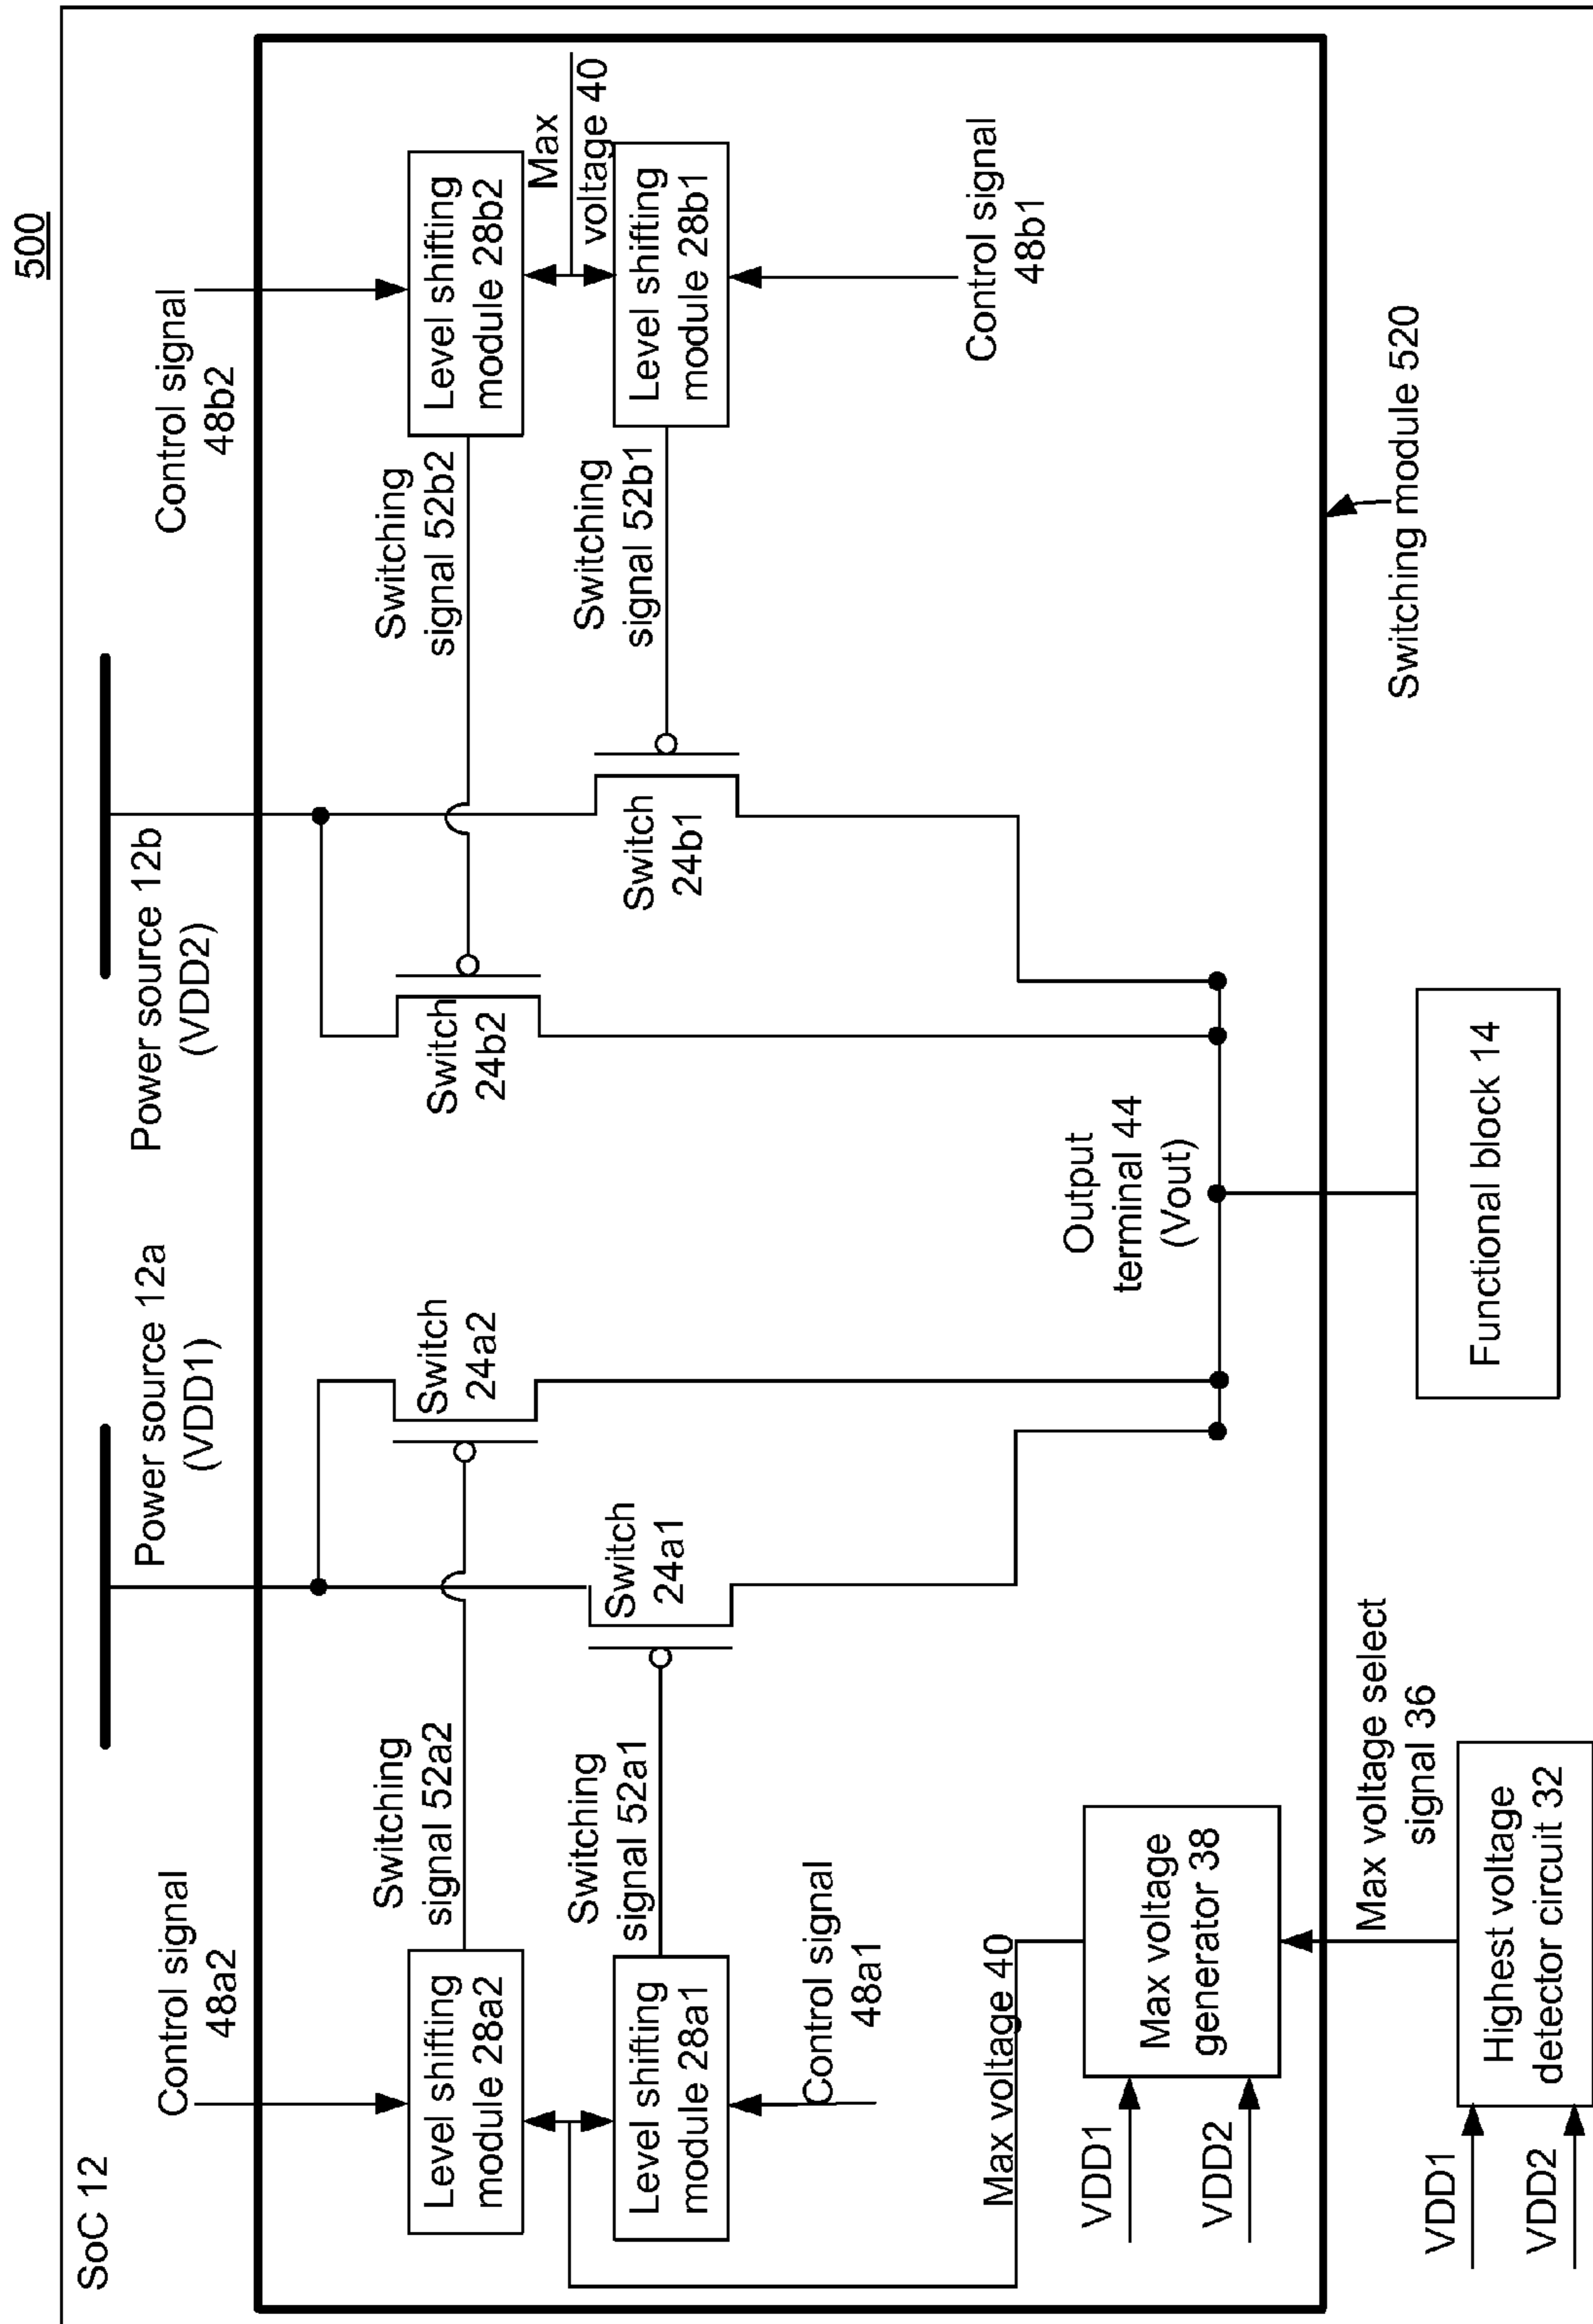 500
SoC 12
Control signal
48a2
Power source 12a
(VDD1)
Power source 12b
(VDD2)
Control signal
48b2
Level shifting
module 28a2
Switching
signal 52a2
Switch
24a2
Switch
24b2
Switching
signal 52b2
Level shifting
module 28b2
Max
voltage 40
Level shifting
module 28a1
Switching
signal 52a1
Switch
24a1
Switch
24b1
Switching
signal 52b1
Level shifting
module 28b1
Control signal
48a1
Control signal
48b1
Max voltage 40
VDD1
VDD2
Max voltage
generator 38
Output
terminal 44
(Vout)
Max voltage select
signal 36
Switching module 520
VDD1
VDD2
Highest voltage
detector circuit 32
Functional block 14